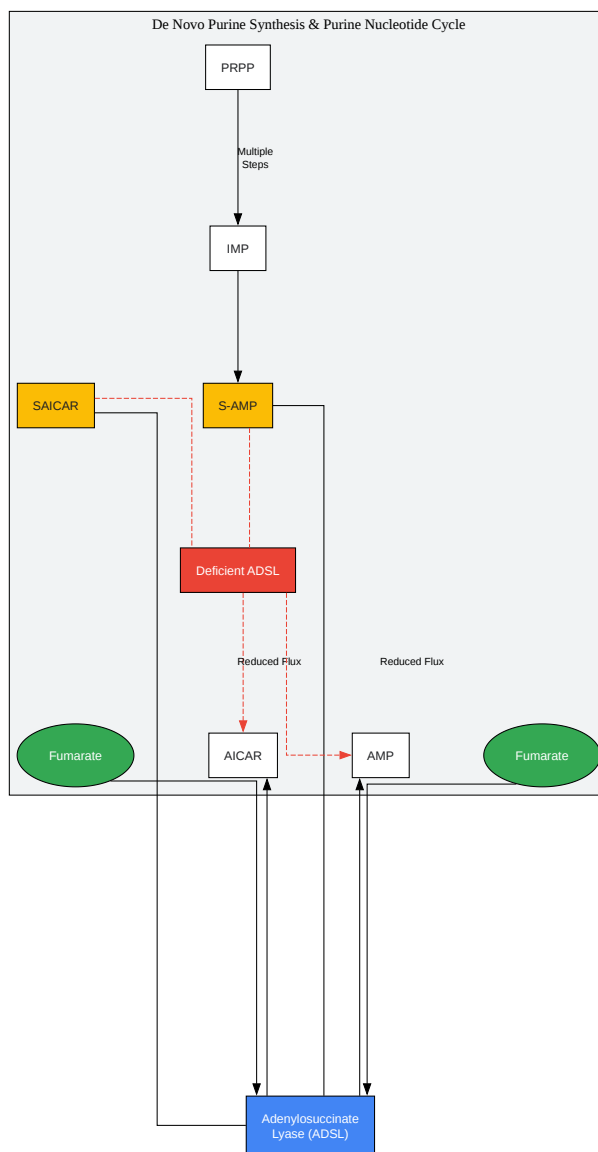 De Novo Purine Synthesis & Purine Nucleotide Cycle
PRPP
Multiple
Steps
IMP
SAICAR
S-AMP
Deficient ADSL
Reduced Flux
Reduced Flux
Fumarate
AICAR
AMP
Fumarate
Adenylosuccinate
Lyase (ADSL)